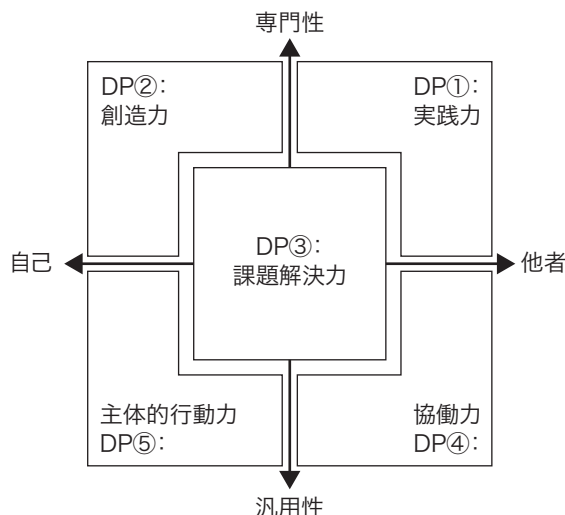 専門性
DP②：
創造力
DP①：
実践力
自己
DP③：
課題解決力
他者
主体的行動力
DP⑤：
協働力
DP④：
汎用性